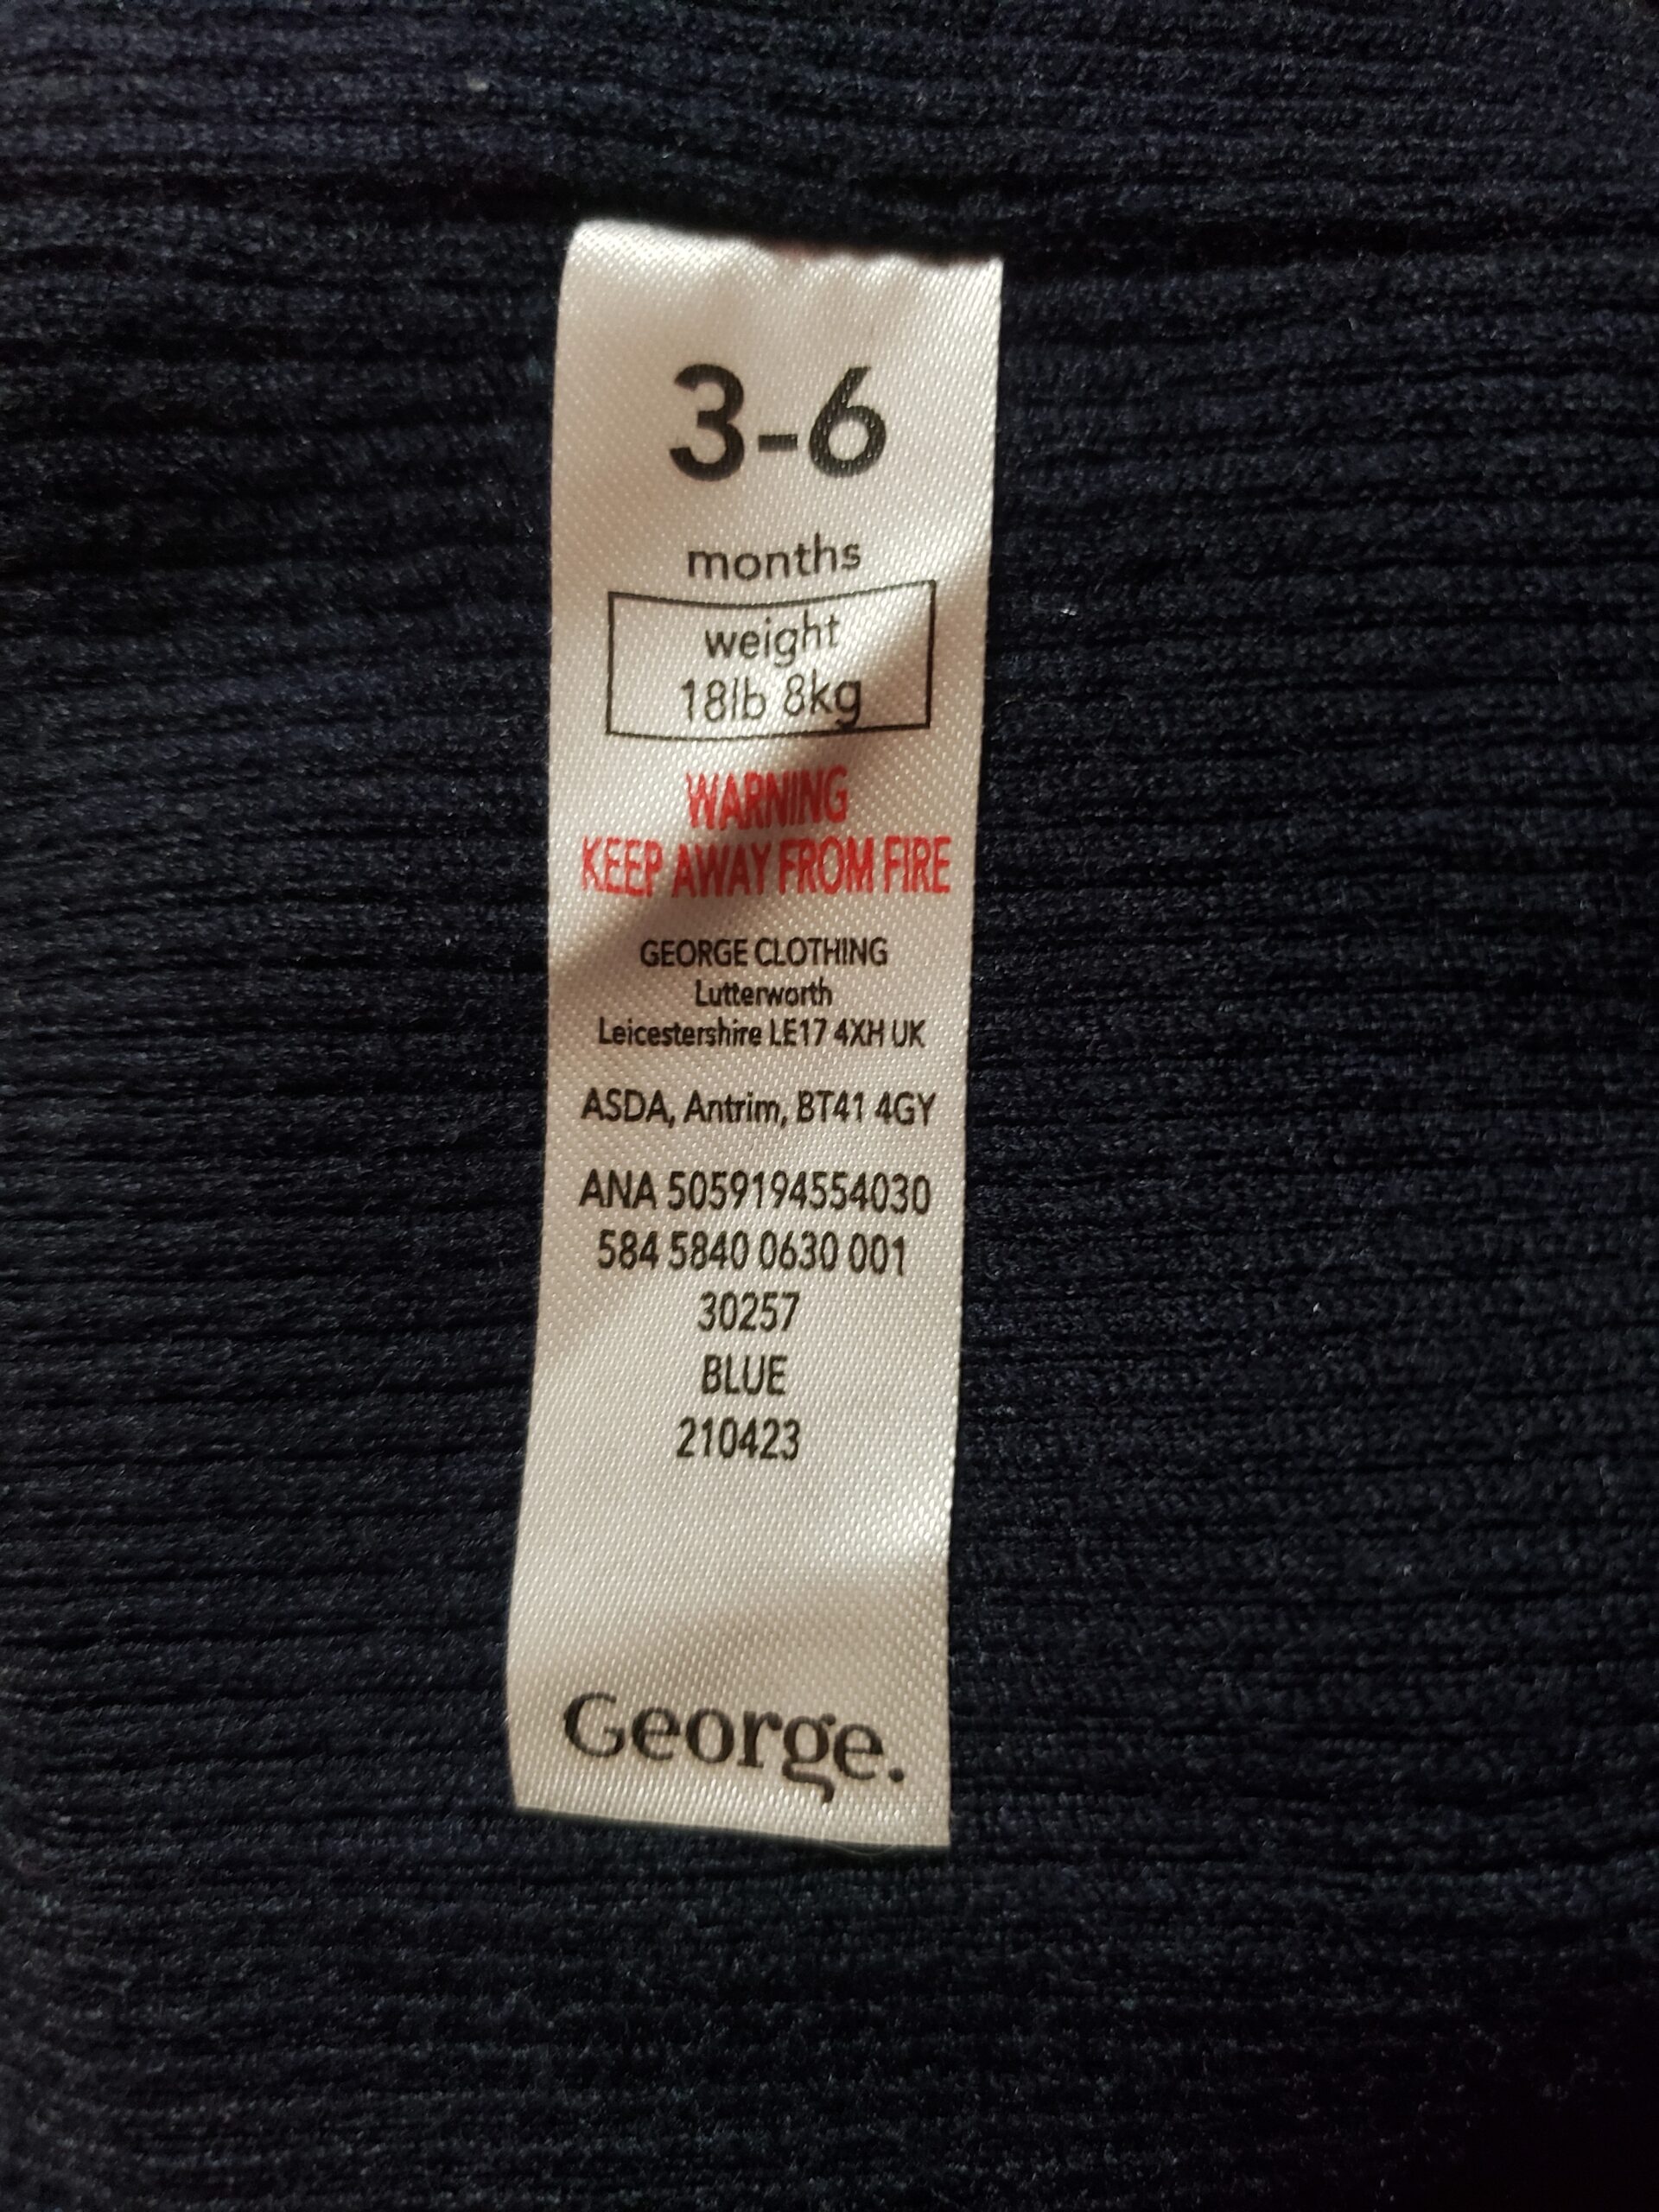 3-6
months
weight
18lb 8kg
WARNING
KEEP AWAY FROM FIRE
GEORGE CLOTHING
Lutterworth
Leicestershire LE17 4XH UK
ASDA, Antrim, BT41 4GY
ANA 5059194554030
584 5840 0630 001
30257
BLUE
210423
George.